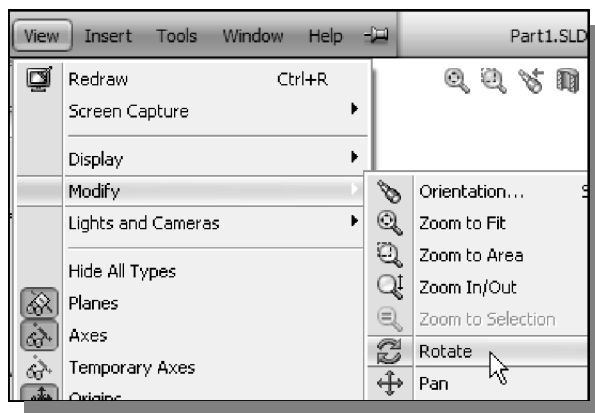 View Insert Tools Window Help Part1.SLD
Redraw Ctrl+R
Screen Capture
Display
Modify
Lights and Cameras
Hide All Types
Planes
Axes
Temporary Axes
Origins
Orientation... S
Zoom to Fit
Zoom to Area
Zoom In/Out
Zoom to Selection
Rotate
Pan